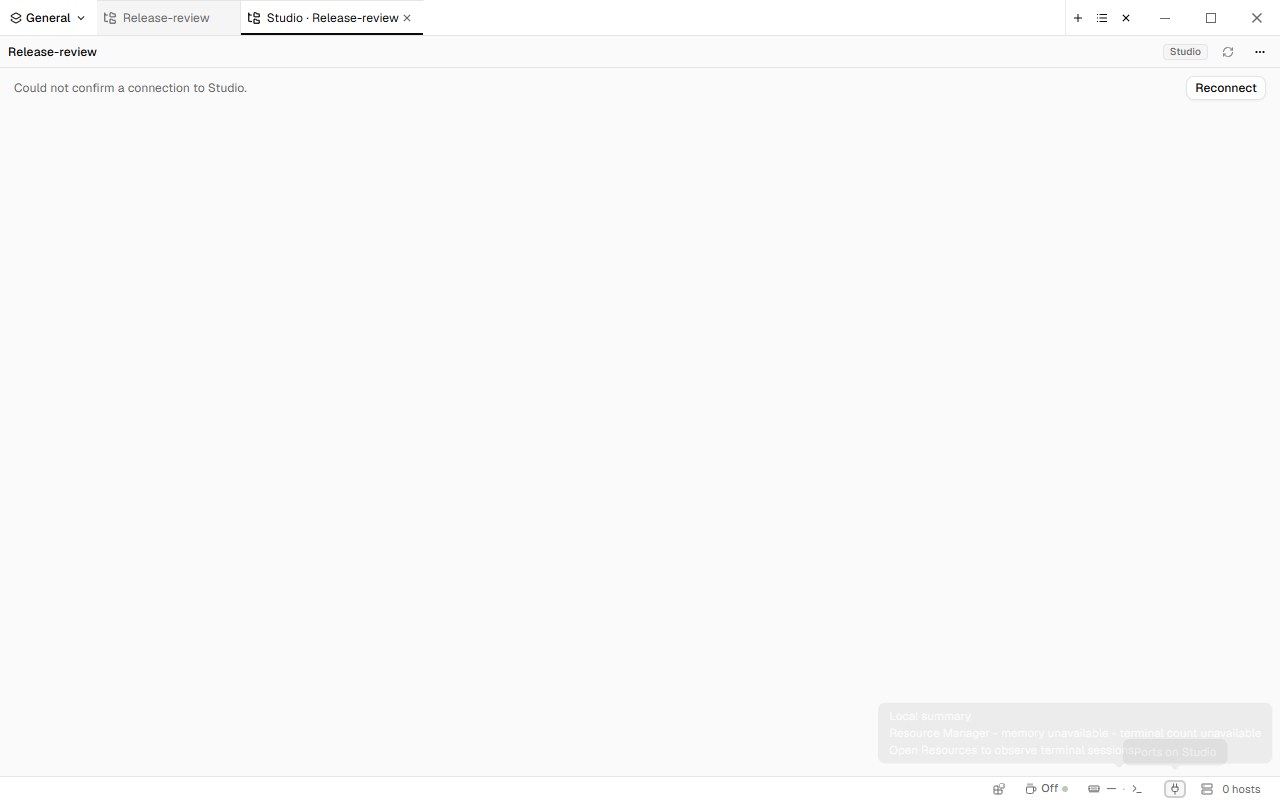 General
Release-review
Studio · Release-review
Release-review
Studio
Could not confirm a connection to Studio.
Reconnect
Local summary
Resource Manager - memory unavailable - terminal count unavailable
Open Resources to observe terminal sessions
Ports on Studio
Off
0 hosts